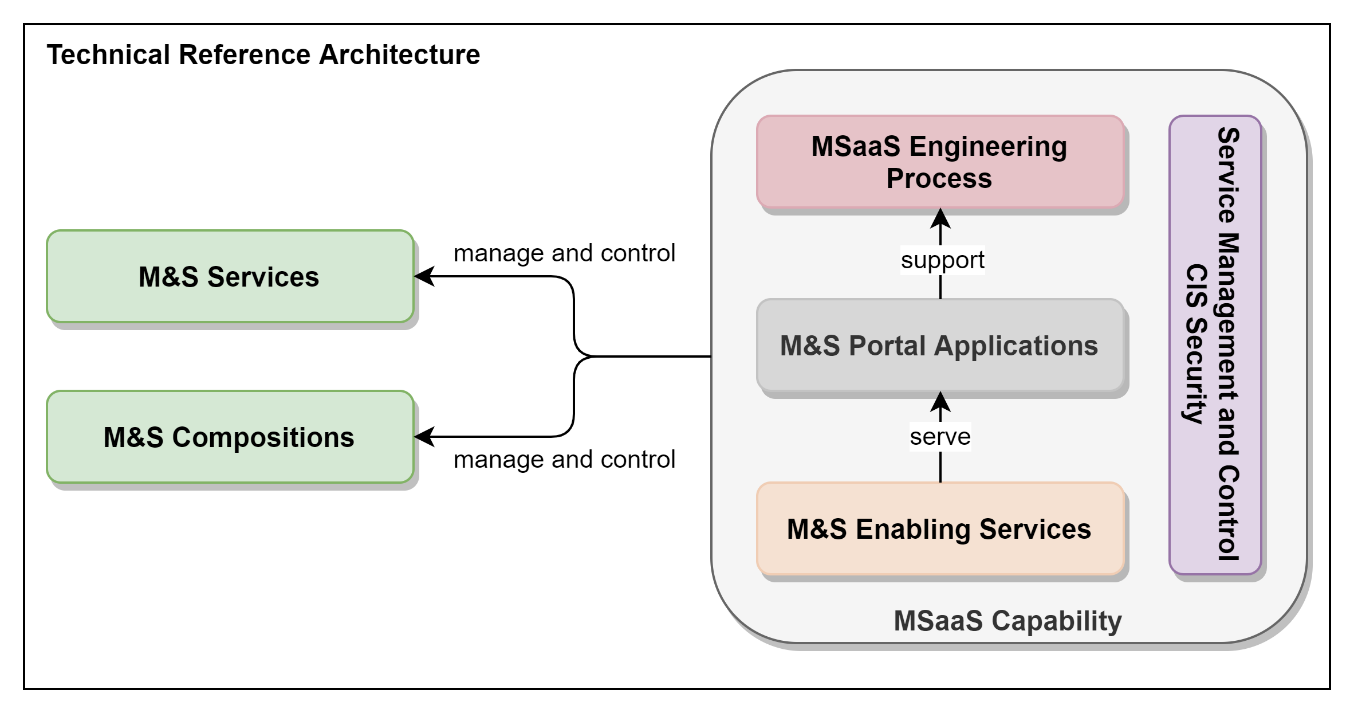 Technical Reference Architecture
MSaaS Engineering
Process
Service Management and Control
CIS Security
support
manage and control
M&S Services
M&S Portal Applications
M&S Compositions
manage and control
serve
M&S Enabling Services
MSaaS Capability